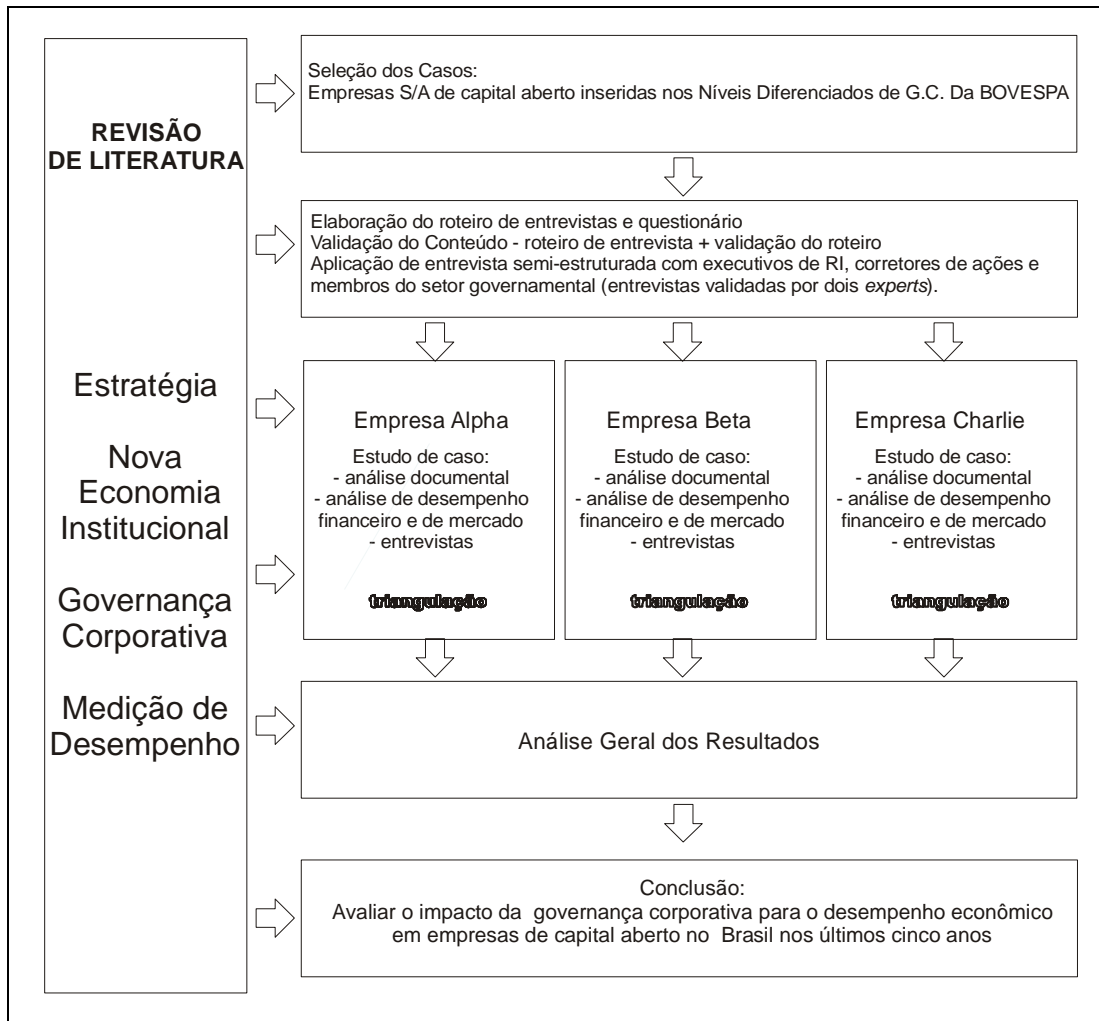 REVISÃO
DE LITERATURA
Estratégia
Nova
Economia
Institucional
Governança
Corporativa
Medição de
Desempenho
Seleção dos Casos:
Empresas S/A de capital aberto inseridas nos Níveis Diferenciados de G.C. Da BOVESPA
Elaboração do roteiro de entrevistas e questionário
Validação do Conteúdo - roteiro de entrevista + validação do roteiro
Aplicação de entrevista semi-estruturada com executivos de RI, corretores de ações e
membros do setor governamental (entrevistas validadas por dois experts).
Empresa Alpha
Estudo de caso:
- análise documental
- análise de desempenho
financeiro e de mercado
- entrevistas
triangulação
Empresa Beta
Estudo de caso:
- análise documental
- análise de desempenho
financeiro e de mercado
- entrevistas
triangulação
Empresa Charlie
Estudo de caso:
- análise documental
- análise de desempenho
financeiro e de mercado
- entrevistas
triangulação
Análise Geral dos Resultados
Conclusão:
Avaliar o impacto da governança corporativa para o desempenho econômico
em empresas de capital aberto no Brasil nos últimos cinco anos